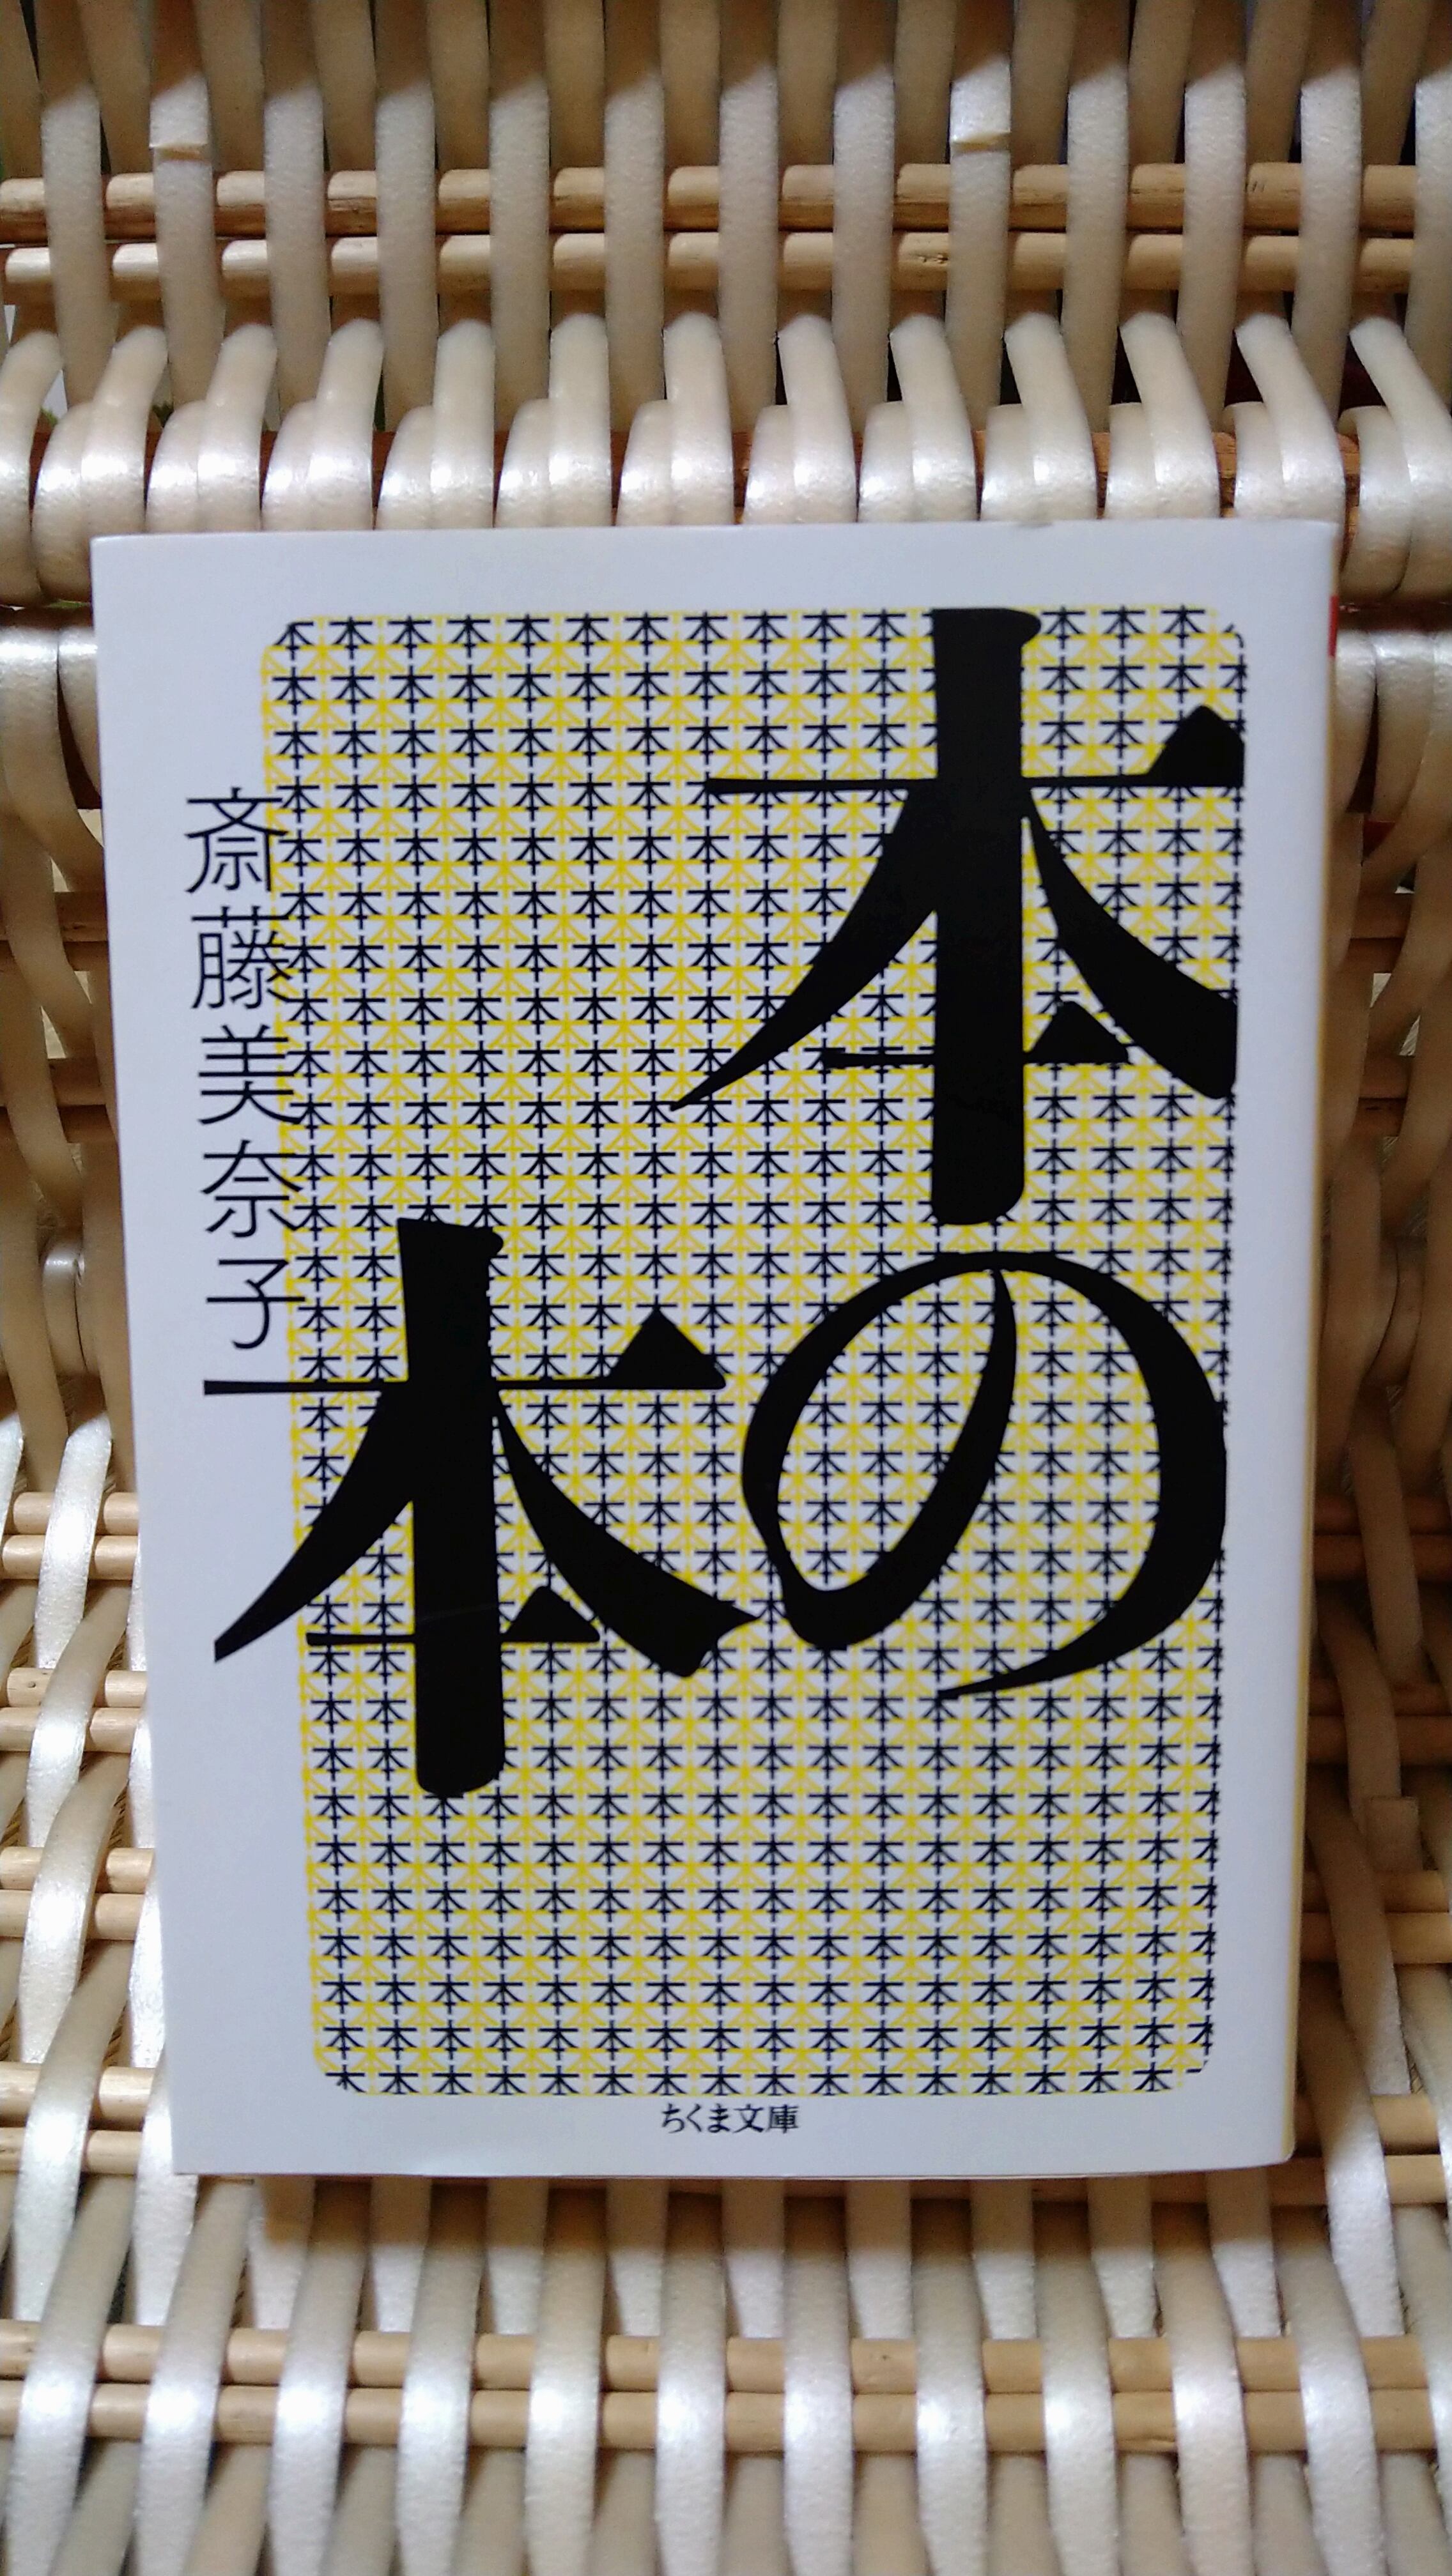 本の
本
斎藤美奈子
ちくま文庫